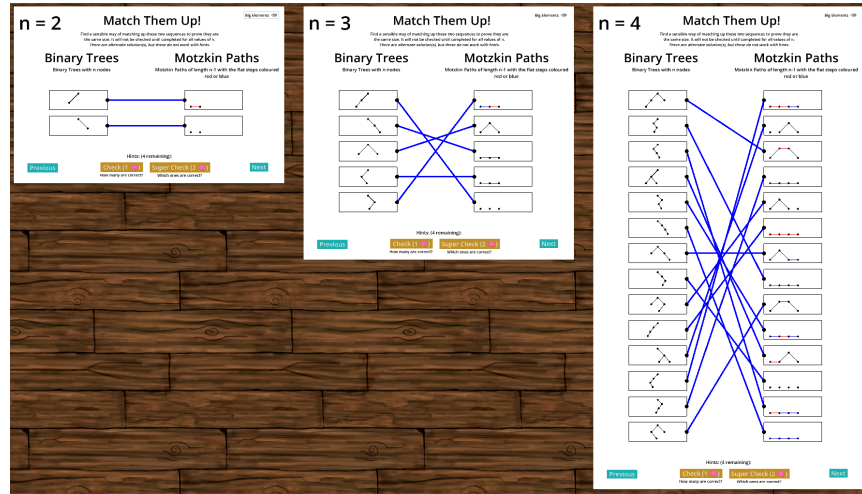 n = 2
Big Elements
Match Them Up!
Find a sensible way of matching up these two sequences to prove they are
the same size. It will not be checked until completed for all values of n.
There are alternate solution(s), but these do not work with hints.
Binary Trees
Motzkin Paths
Binary Trees with n nodes
Motzkin Paths of length n-1 with the flat steps coloured
red or blue
Hints: (4 remaining):
Previous
Check (1
)
Super Check (2
)
Next
How many are correct?
Which ones are correct?
n = 3
Big Elements
Match Them Up!
Find a sensible way of matching up these two sequences to prove they are
the same size. It will not be checked until completed for all values of n.
There are alternate solution(s), but these do not work with hints.
Binary Trees
Motzkin Paths
Binary Trees with n nodes
Motzkin Paths of length n-1 with the flat steps coloured
red or blue
Hints: (4 remaining):
Previous
Check (1
)
Super Check (2
)
Next
How many are correct?
Which ones are correct?
n = 4
Big Elements
Match Them Up!
Find a sensible way of matching up these two sequences to prove they are
the same size. It will not be checked until completed for all values of n.
There are alternate solution(s), but these do not work with hints.
Binary Trees
Motzkin Paths
Binary Trees with n nodes
Motzkin Paths of length n-1 with the flat steps coloured
red or blue
Hints: (4 remaining):
Previous
Check (1
)
Super Check (2
)
Next
How many are correct?
Which ones are correct?